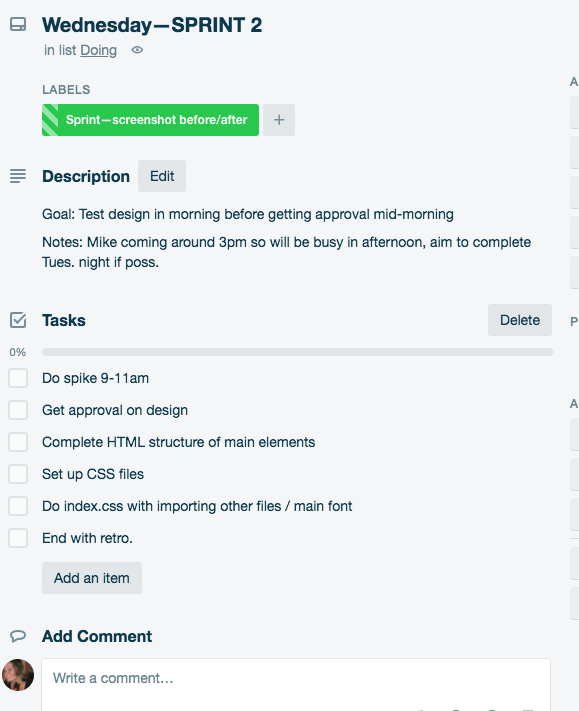 Wednesday—SPRINT 2
in list Doing
LABELS
Sprint—screenshot before/after
+
Description
Edit
Goal: Test design in morning before getting approval mid-morning
Notes: Mike coming around 3pm so will be busy in afternoon, aim to complete
Tues. night if poss.
Tasks
Delete
0%
Do spike 9-11am
Get approval on design
Complete HTML structure of main elements
Set up CSS files
Do index.css with importing other files / main font
End with retro.
Add an item
Add Comment
Write a comment…
A
P
A